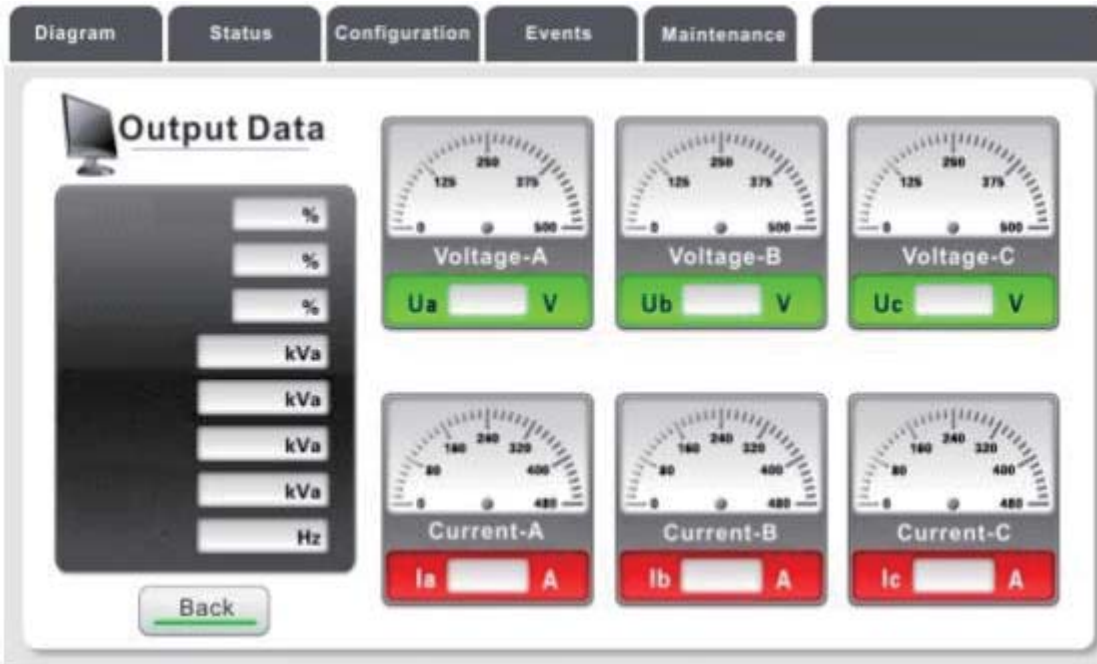 Diagram Status Configuration Events Maintenance
Output Data
%
%
%
kVa
kVa
kVa
kVa
Hz
Back
0 125 250 375 500
Voltage-A
Ua V
0 125 250 375 500
Voltage-B
Ub V
0 125 250 375 500
Voltage-C
Uc V
0 80 160 240 320 400 480
Current-A
Ia A
0 80 160 240 320 400 480
Current-B
Ib A
0 80 160 240 320 400 480
Current-C
Ic A